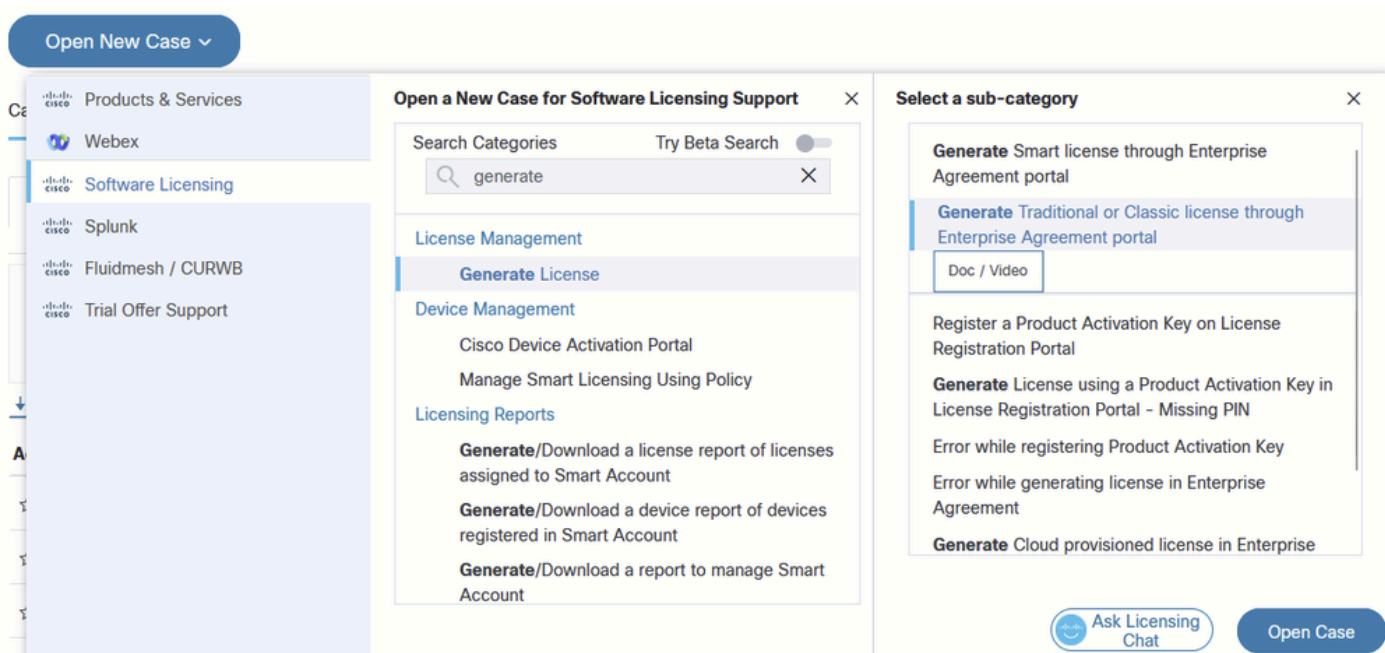 Open New Case
Ca
A
cisco Products & Services
Webex
cisco Software Licensing
cisco Splunk
cisco Fluidmesh / CURWB
cisco Trial Offer Support
Open a New Case for Software Licensing Support
Search Categories
Try Beta Search
generate
License Management
Generate License
Device Management
Cisco Device Activation Portal
Manage Smart Licensing Using Policy
Licensing Reports
Generate/Download a license report of licenses
assigned to Smart Account
Generate/Download a device report of devices
registered in Smart Account
Generate/Download a report to manage Smart
Account
Select a sub-category
Generate Smart license through Enterprise
Agreement portal
Generate Traditional or Classic license through
Enterprise Agreement portal
Doc / Video
Register a Product Activation Key on License
Registration Portal
Generate License using a Product Activation Key in
License Registration Portal - Missing PIN
Error while registering Product Activation Key
Error while generating license in Enterprise
Agreement
Generate Cloud provisioned license in Enterprise
Ask Licensing
Chat
Open Case